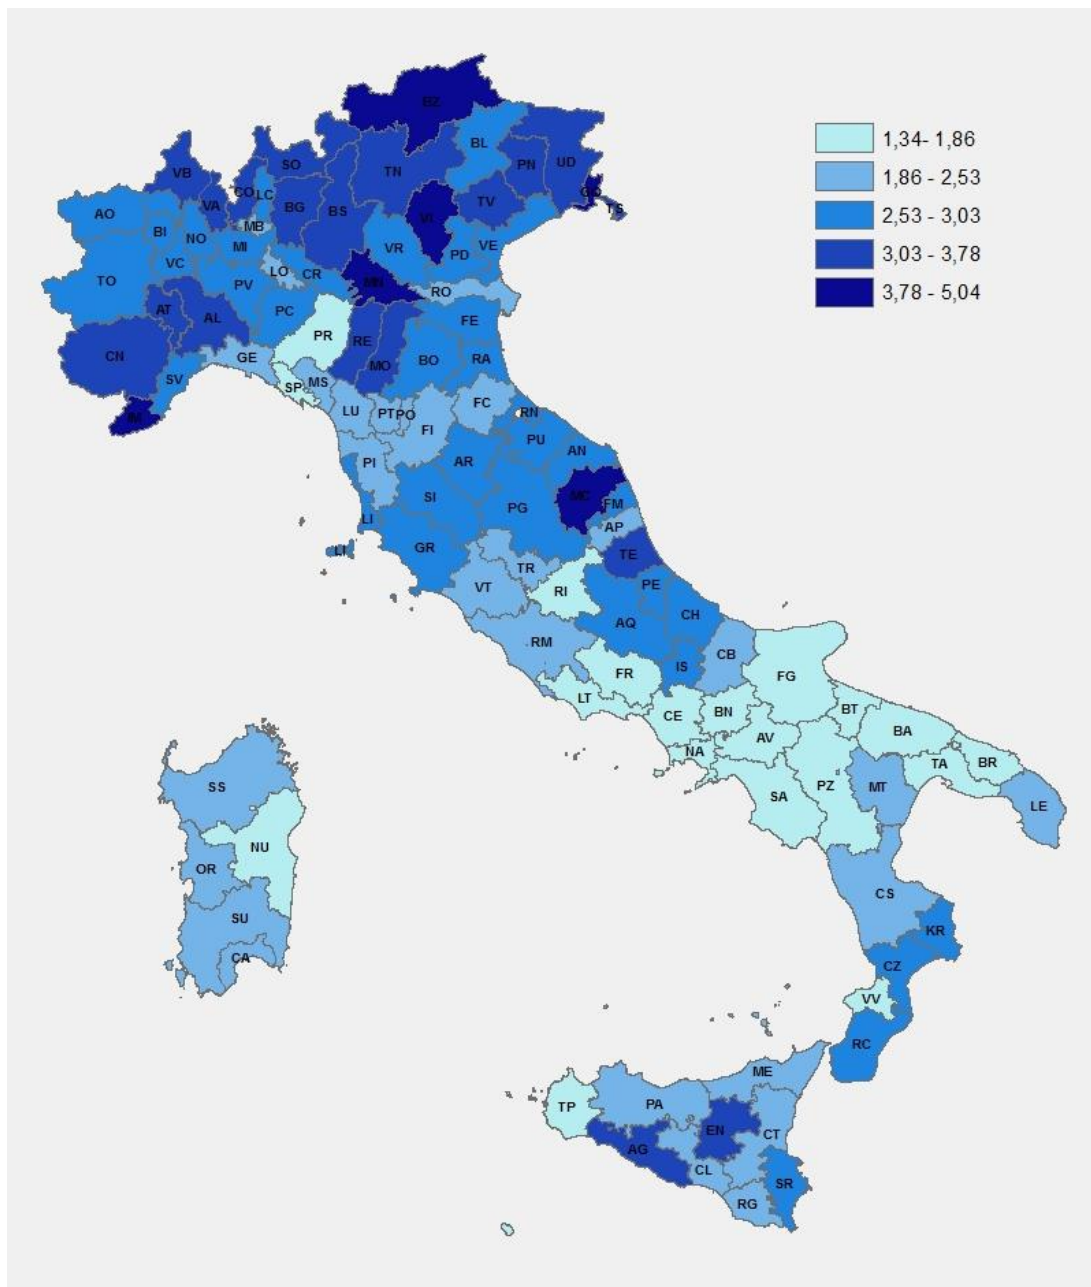 1,34- 1,86
1,86 - 2,53
2,53 - 3,03
3,03 - 3,78
3,78 - 5,04
BZ
BL
PN
UD
GO
TS
SO
VB
TN
CO
LC
VA
BG
BS
VI
TV
AO
BI
NO
MB
MI
VR
PD
VE
VC
LO
CR
TO
PV
MN
RO
AT
AL
PC
FE
PR
RE
MO
BO
RA
CN
GE
SV
SP
MS
IM
LU
PT
PO
FI
FC
RN
PU
AN
PI
AR
SI
PG
MC
FM
LI
AP
LI
GR
TE
TR
VT
RI
PE
AQ
CH
RM
CB
IS
FR
FG
LT
CE
BN
BT
NA
AV
BA
TA
BR
SA
PZ
MT
LE
SS
NU
OR
SU
CA
CS
KR
CZ
VV
RC
ME
TP
PA
EN
AG
CT
CL
SR
RG